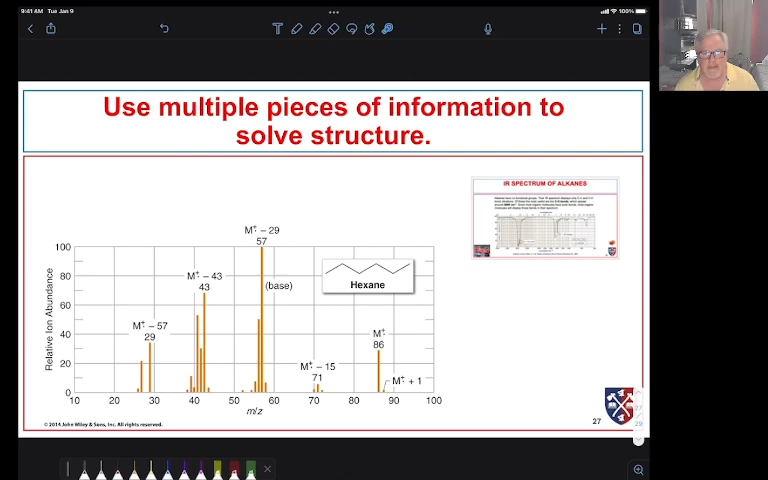 9:41 AM Tue Jan 9
100%
Use multiple pieces of information to
solve structure.
IR SPECTRUM OF ALKANES
M⁺· – 29
57
(base)
M⁺· – 43
43
M⁺· – 57
29
M⁺· – 15
71
M⁺·
86
M⁺· + 1
Hexane
Relative Ion Abundance
100
80
60
40
20
0
10 20 30 40 50 60 70 80 90 100
m/z
© 2014 John Wiley & Sons, Inc. All rights reserved.
27
27
29